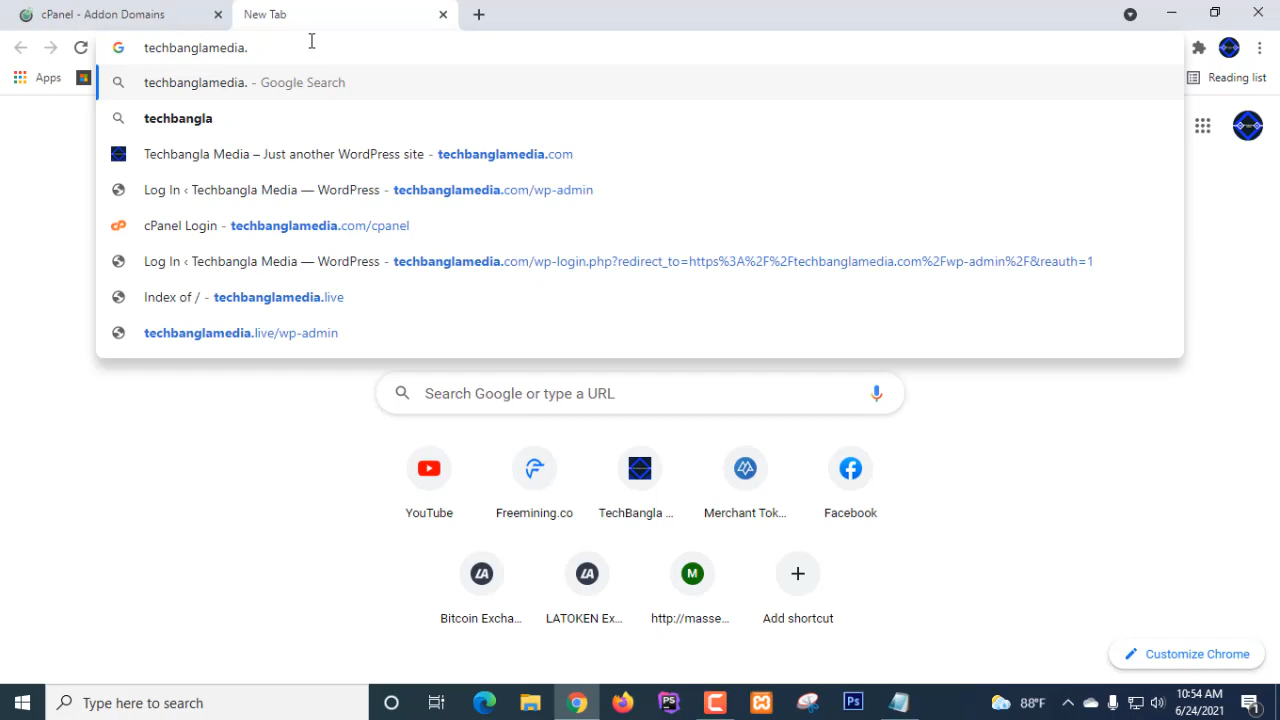 cPanel - Addon Domains
New Tab
techbanglamedia.
Apps
Reading list
techbanglamedia. - Google Search
techbangla
Techbangla Media – Just another WordPress site - techbanglamedia.com
Log In ‹ Techbangla Media — WordPress - techbanglamedia.com/wp-admin
cPanel Login - techbanglamedia.com/cpanel
Log In ‹ Techbangla Media — WordPress - techbanglamedia.com/wp-login.php?redirect_to=https%3A%2F%2Ftechbanglamedia.com%2Fwp-admin%2F&reauth=1
Index of / - techbanglamedia.live
techbanglamedia.live/wp-admin
Search Google or type a URL
YouTube
Freemining.co
TechBangla ...
Merchant Tok...
Facebook
Bitcoin Excha...
LATOKEN Ex...
http://masse...
Add shortcut
Customize Chrome
Type here to search
88°F
10:54 AM
6/24/2021